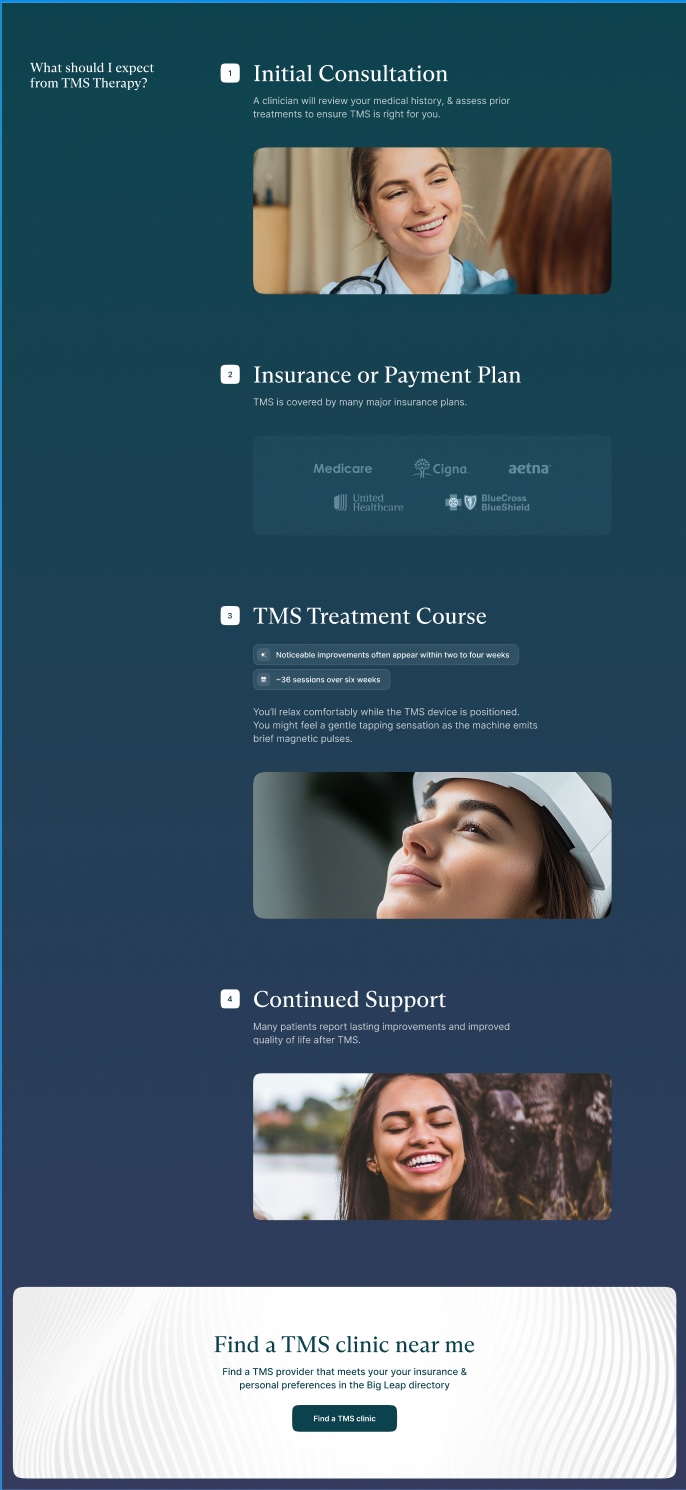 What should I expect
from TMS Therapy?
1
Initial Consultation
A clinician will review your medical history, & assess prior
treatments to ensure TMS is right for you.
2
Insurance or Payment Plan
TMS is covered by many major insurance plans.
Medicare
Cigna.
aetna
United
Healthcare
BlueCross
BlueShield
3
TMS Treatment Course
Noticeable improvements often appear within two to four weeks
~36 sessions over six weeks
You'll relax comfortably while the TMS device is positioned.
You might feel a gentle tapping sensation as the machine emits
brief magnetic pulses.
4
Continued Support
Many patients report lasting improvements and improved
quality of life after TMS.
Find a TMS clinic near me
Find a TMS provider that meets your your insurance &
personal preferences in the Big Leap directory
Find a TMS clinic